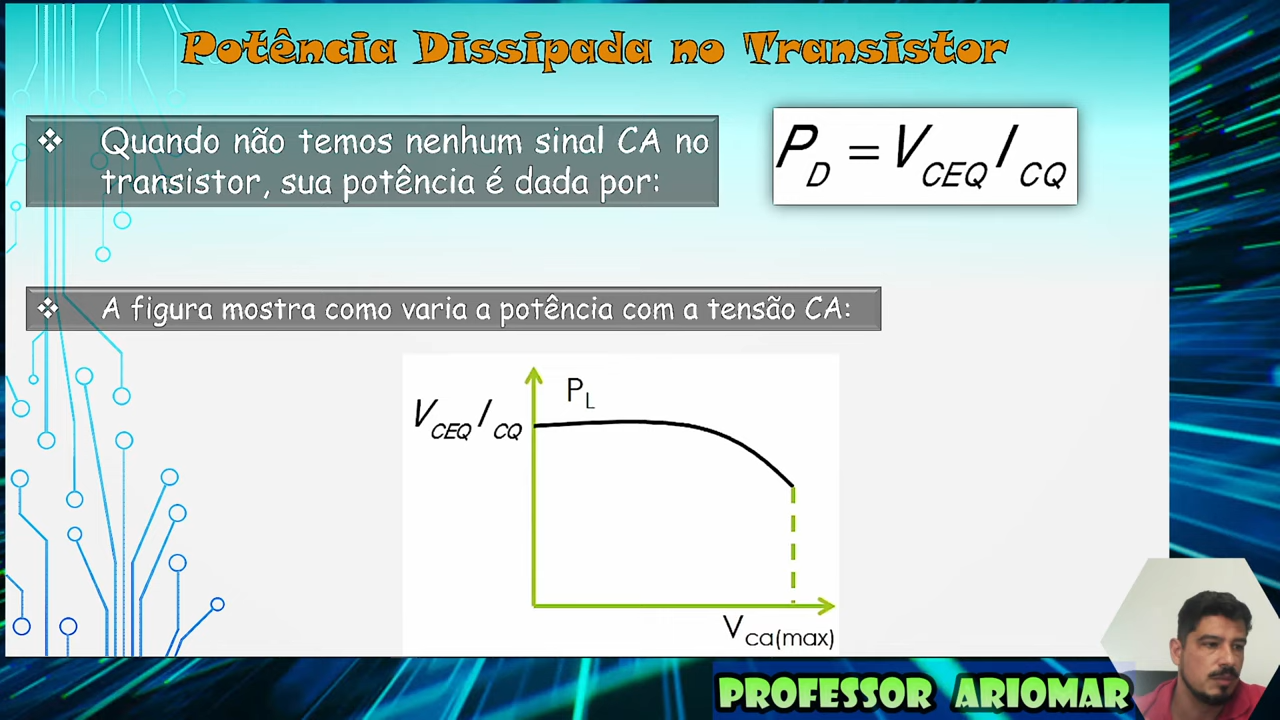 Potência Dissipada no Transistor
❖ Quando não temos nenhum sinal CA no
transistor, sua potência é dada por:
P_D = V_CEQ I_CQ
❖ A figura mostra como varia a potência com a tensão CA:
P_L
V_CEQ I_CQ
V_ca(max)
PROFESSOR ARIOMAR